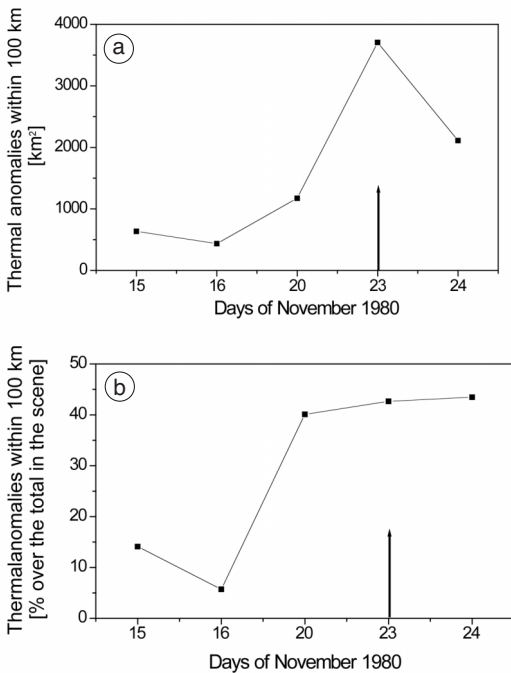 a
Thermal anomalies within 100 km
[km²]
4000
3000
2000
1000
0
15 16 20 23 24
Days of November 1980
b
Thermalanomalies within 100 km
[% over the total in the scene]
50
40
30
20
10
0
15 16 20 23 24
Days of November 1980